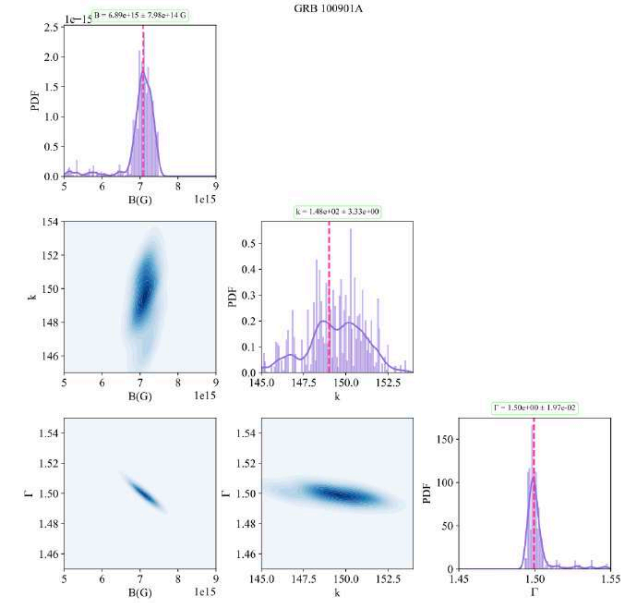 GRB 100901A
1e−15
B = 6.89e+15 ± 7.98e+14 G
2.5
2.0
1.5
1.0
0.5
0.0
PDF
5 6 7 8 9
B(G) 1e15
154
152
150
148
146
k
5 6 7 8 9
B(G) 1e15
k = 1.48e+02 ± 3.33e+00
0.5
0.4
0.3
0.2
0.1
0.0
PDF
145.0 147.5 150.0 152.5
k
1.54
1.52
1.50
1.48
1.46
Γ
5 6 7 8 9
B(G) 1e15
1.54
1.52
1.50
1.48
1.46
Γ
145.0 147.5 150.0 152.5
k
Γ = 1.50e+00 ± 1.97e-02
150
100
50
0
PDF
1.45 1.50 1.55
Γ